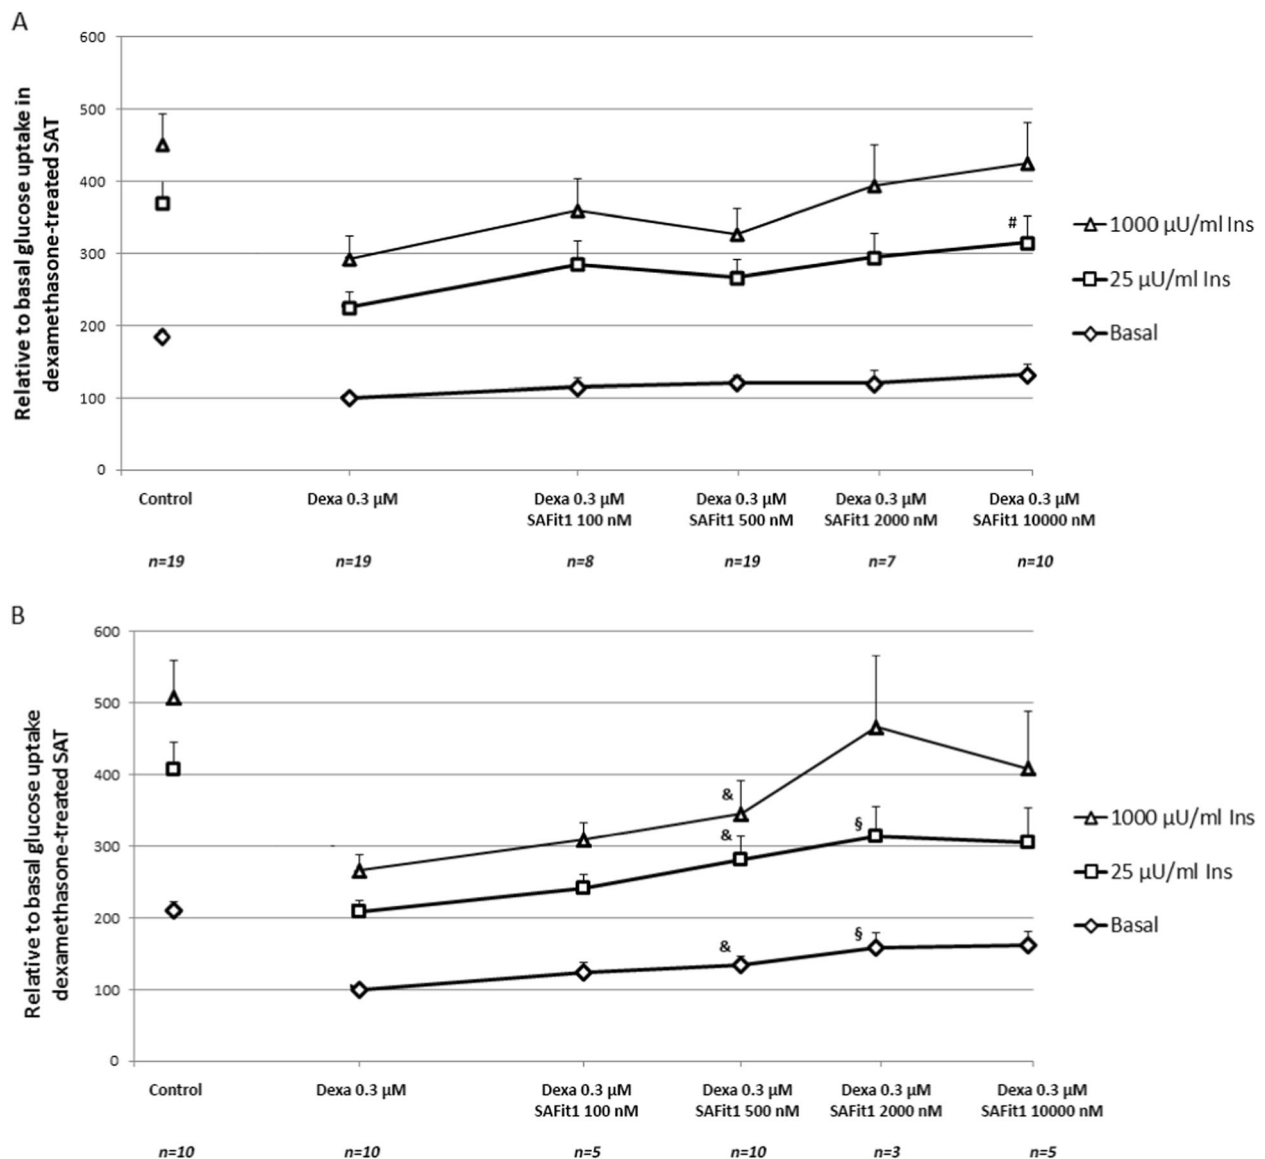 A
600
500
400
300
200
100
0
Relative to basal glucose uptake in
dexamethasone-treated SAT
#
1000 µU/ml Ins
25 µU/ml Ins
Basal
Control
Dexa 0.3 µM
Dexa 0.3 µM
SAFit1 100 nM
Dexa 0.3 µM
SAFit1 500 nM
Dexa 0.3 µM
SAFit1 2000 nM
Dexa 0.3 µM
SAFit1 10000 nM
n=19
n=19
n=8
n=19
n=7
n=10
B
600
500
400
300
200
100
0
Relative to basal glucose uptake
dexamethasone-treated SAT
&
&
&
§
§
1000 µU/ml Ins
25 µU/ml Ins
Basal
Control
Dexa 0.3 µM
Dexa 0.3 µM
SAFit1 100 nM
Dexa 0.3 µM
SAFit1 500 nM
Dexa 0.3 µM
SAFit1 2000 nM
Dexa 0.3 µM
SAFit1 10000 nM
n=10
n=10
n=5
n=10
n=3
n=5